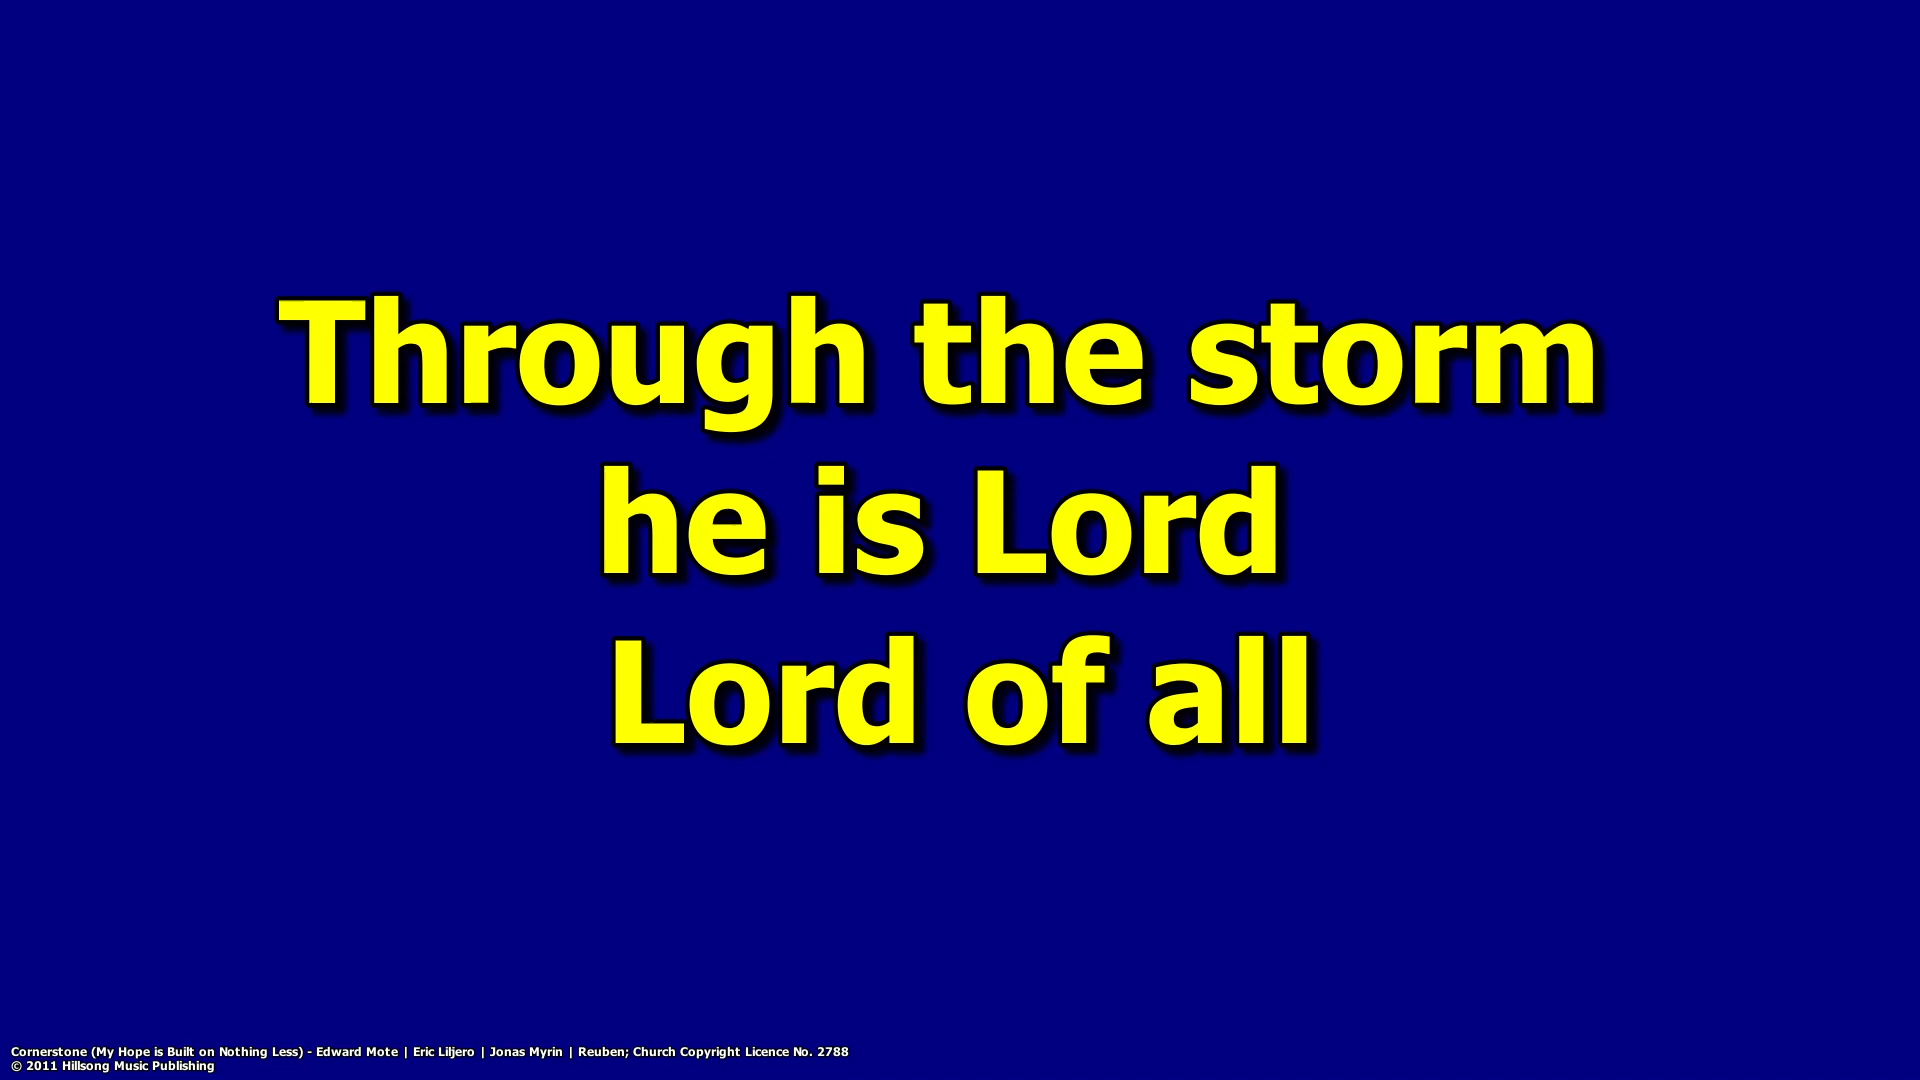 Through the storm
he is Lord
Lord of all
Cornerstone (My Hope is Built on Nothing Less) - Edward Mote | Eric Liljero | Jonas Myrin | Reuben; Church Copyright Licence No. 2788
© 2011 Hillsong Music Publishing